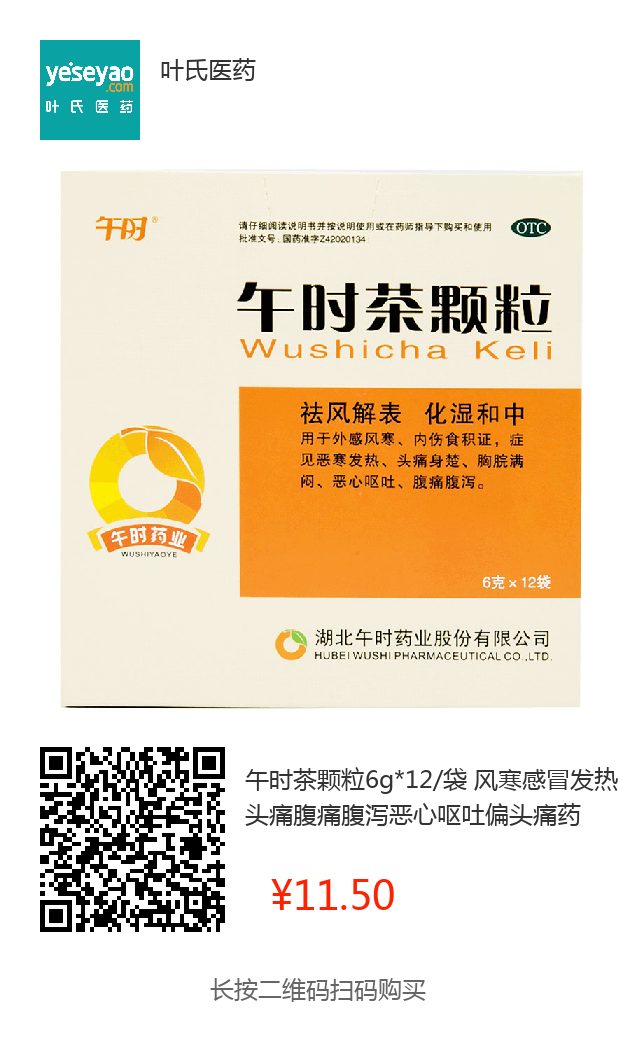 yeseyao
.com
叶氏医药
叶氏医药
午时®
请仔细阅读说明书并按说明使用或在药师指导下购买和使用
批准文号：国药准字Z42020134
OTC
午时茶颗粒
Wushicha Keli
祛风解表 化湿和中
用于外感风寒、内伤食积证，症
见恶寒发热、头痛身楚、胸脘满
闷、恶心呕吐、腹痛腹泻。
午时药业
WUSHIYAOYE
6克×12袋
湖北午时药业股份有限公司
HUBEI WUSHI PHARMACEUTICAL CO.,LTD.
午时茶颗粒6g*12/袋 风寒感冒发热
头痛腹痛腹泻恶心呕吐偏头痛药
¥11.50
长按二维码扫码购买